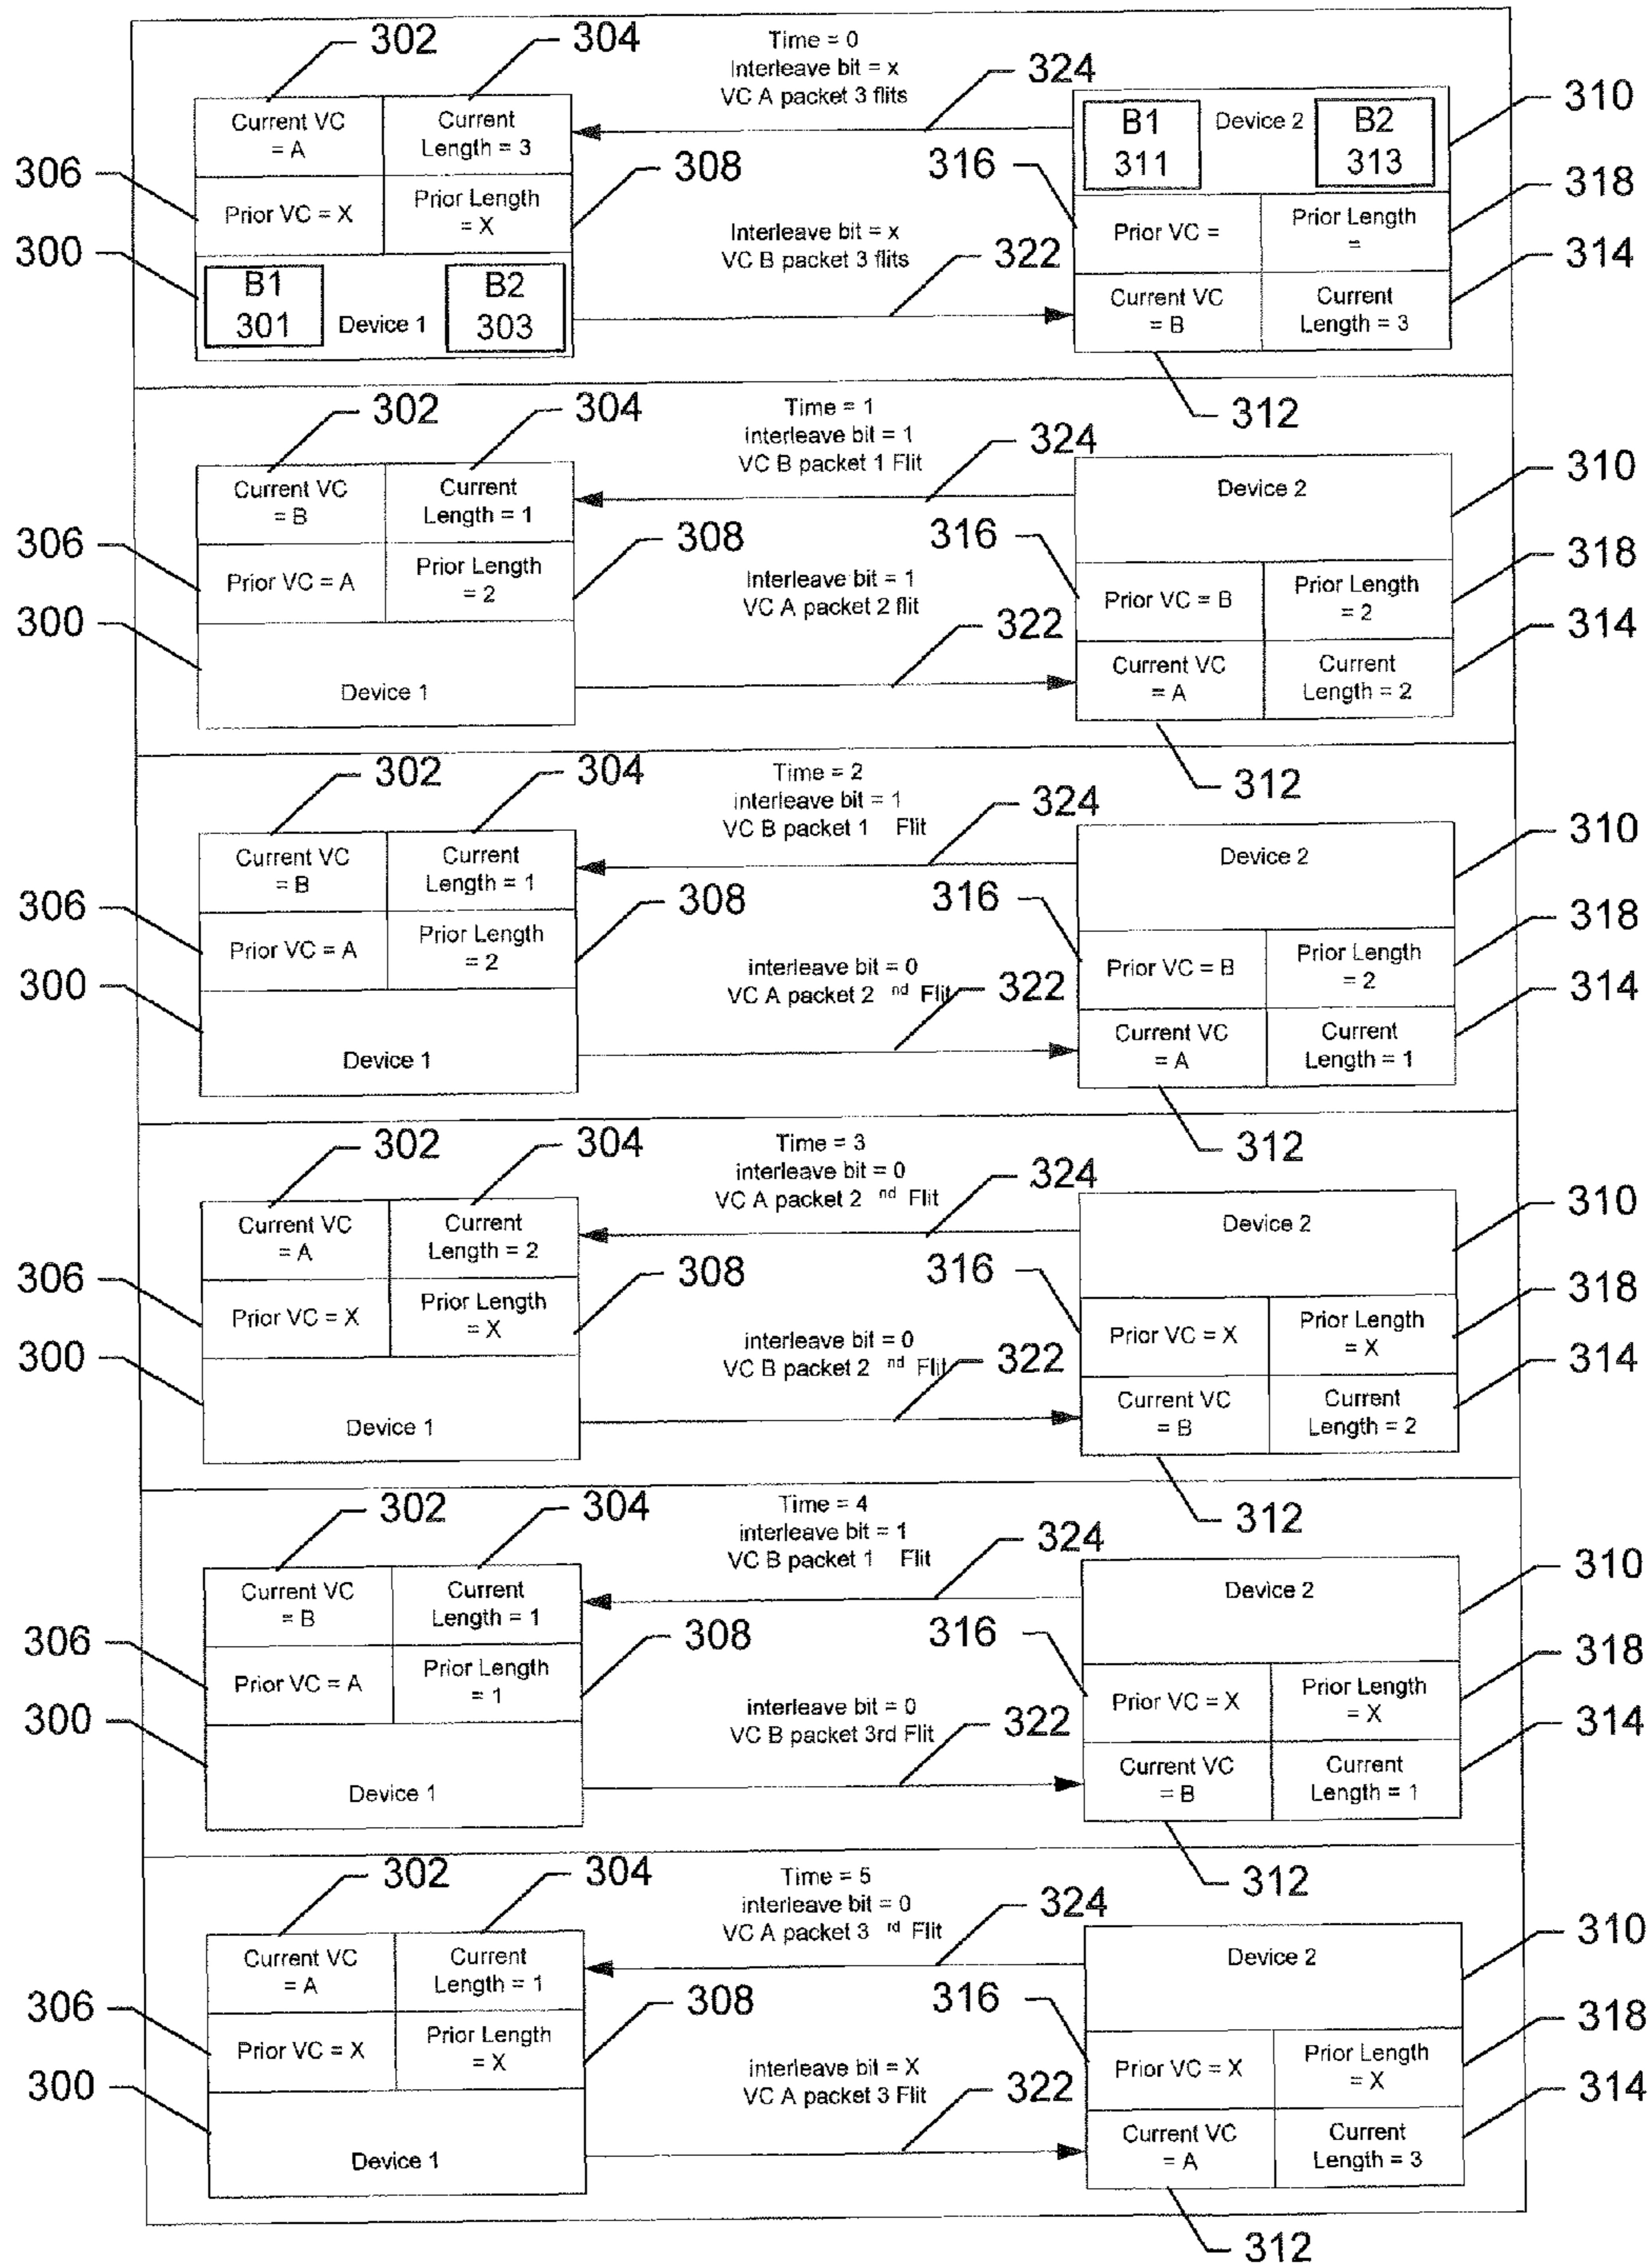 302
304
Time = 0
Interleave bit = x
VC A packet 3 flits
324
310
Current VC
= A
Current
Length = 3
B1
311
Device 2
B2
313
306
308
316
318
Prior VC = X
Prior Length
= X
Interleave bit = x
VC B packet 3 flits
Prior VC =
Prior Length
=
300
322
314
B1
301
Device 1
B2
303
Current VC
= B
Current
Length = 3
312
302
304
Time = 1
interleave bit = 1
VC B packet 1 Flit
324
310
Current VC
= B
Current
Length = 1
Device 2
306
308
316
318
Prior VC = A
Prior Length
= 2
Interleave bit = 1
VC A packet 2 flit
Prior VC = B
Prior Length
= 2
300
322
314
Device 1
Current VC
= A
Current
Length = 2
312
302
304
Time = 2
interleave bit = 1
VC B packet 1 Flit
324
310
Current VC
= B
Current
Length = 1
Device 2
306
308
316
318
Prior VC = A
Prior Length
= 2
interleave bit = 0
VC A packet 2 nd Flit
Prior VC = B
Prior Length
= 2
300
322
314
Device 1
Current VC
= A
Current
Length = 1
312
302
304
Time = 3
interleave bit = 0
VC A packet 2 nd Flit
324
310
Current VC
= A
Current
Length = 2
Device 2
306
308
316
318
Prior VC = X
Prior Length
= X
interleave bit = 0
VC B packet 2 nd Flit
Prior VC = X
Prior Length
= X
300
322
314
Device 1
Current VC
= B
Current
Length = 2
312
302
304
Time = 4
interleave bit = 1
VC B packet 1 Flit
324
310
Current VC
= B
Current
Length = 1
Device 2
306
308
316
318
Prior VC = A
Prior Length
= 1
interleave bit = 0
VC B packet 3rd Flit
Prior VC = X
Prior Length
= X
300
322
314
Device 1
Current VC
= B
Current
Length = 1
312
302
304
Time = 5
interleave bit = 0
VC A packet 3 rd Flit
324
310
Current VC
= A
Current
Length = 1
Device 2
306
308
316
318
Prior VC = X
Prior Length
= X
interleave bit = X
VC A packet 3 Flit
Prior VC = X
Prior Length
= X
300
322
314
Device 1
Current VC
= A
Current
Length = 3
312